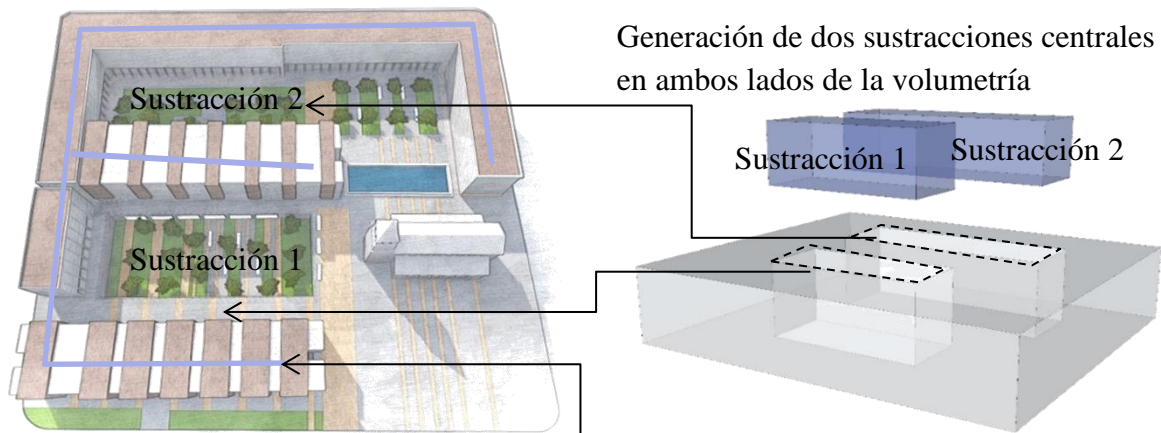 Generación de dos sustracciones centrales
en ambos lados de la volumetría
Sustracción 2
Sustracción 1
Sustracción 1
Sustracción 2